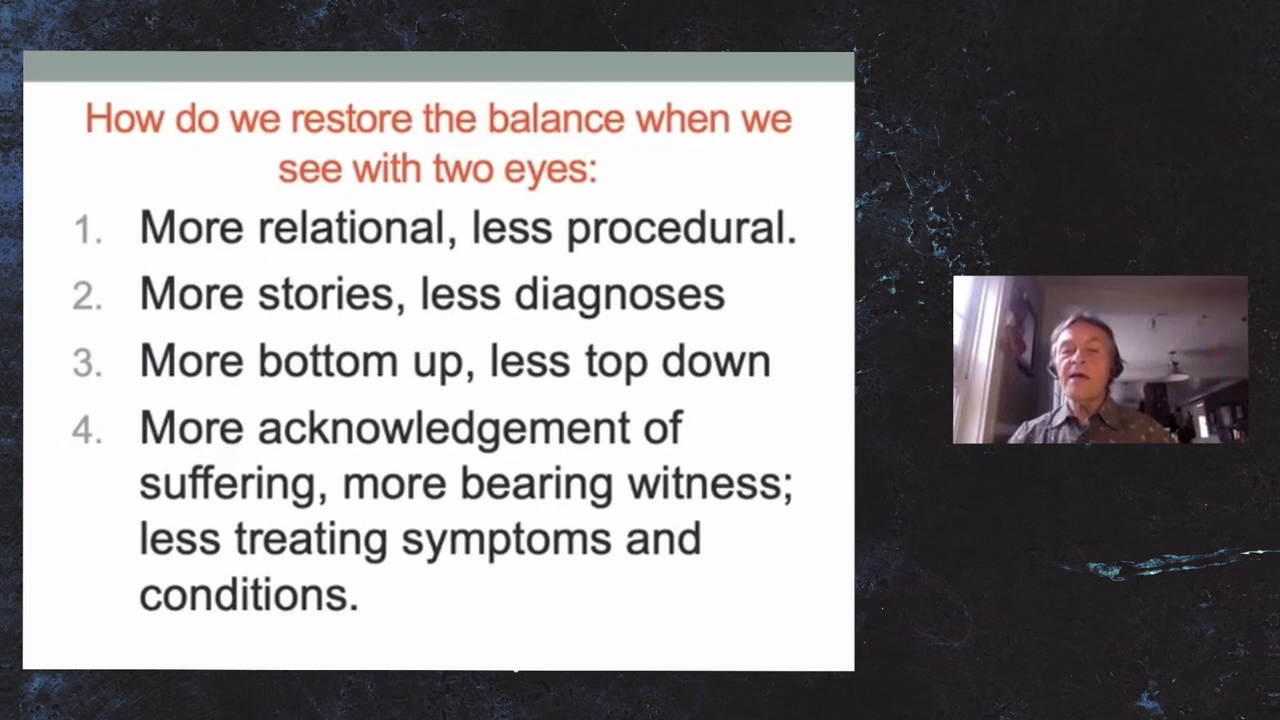 How do we restore the balance when we
see with two eyes:
1. More relational, less procedural.
2. More stories, less diagnoses
3. More bottom up, less top down
4. More acknowledgement of
suffering, more bearing witness;
less treating symptoms and
conditions.